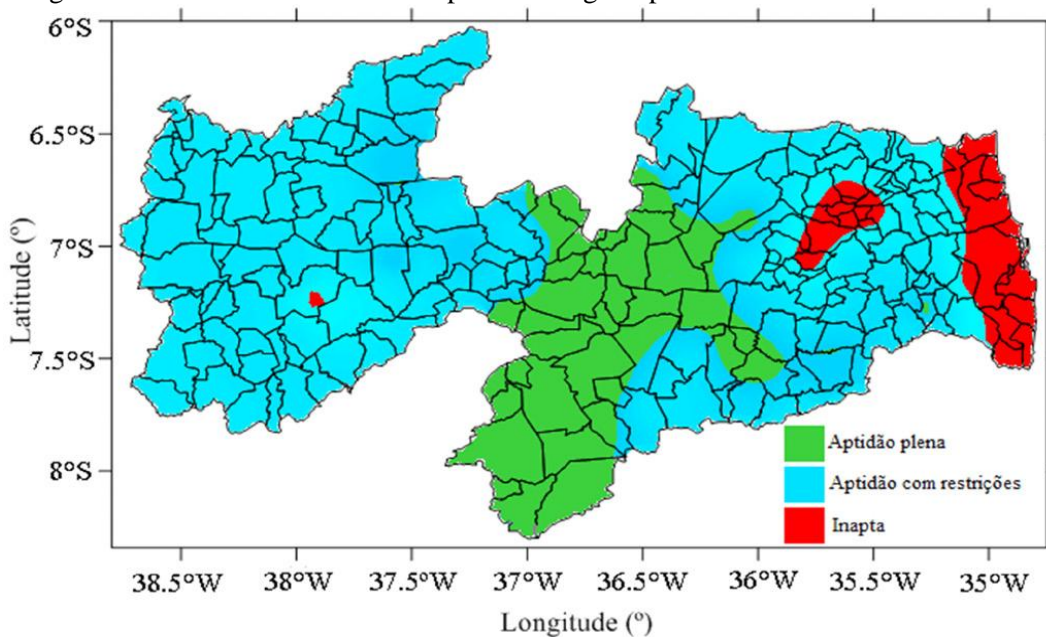 6°S
6.5°S
7°S
7.5°S
8°S
Latitude (º)
Aptidão plena
Aptidão com restrições
Inapta
38.5°W 38°W 37.5°W 37°W 36.5°W 36°W 35.5°W 35°W
Longitude (º)